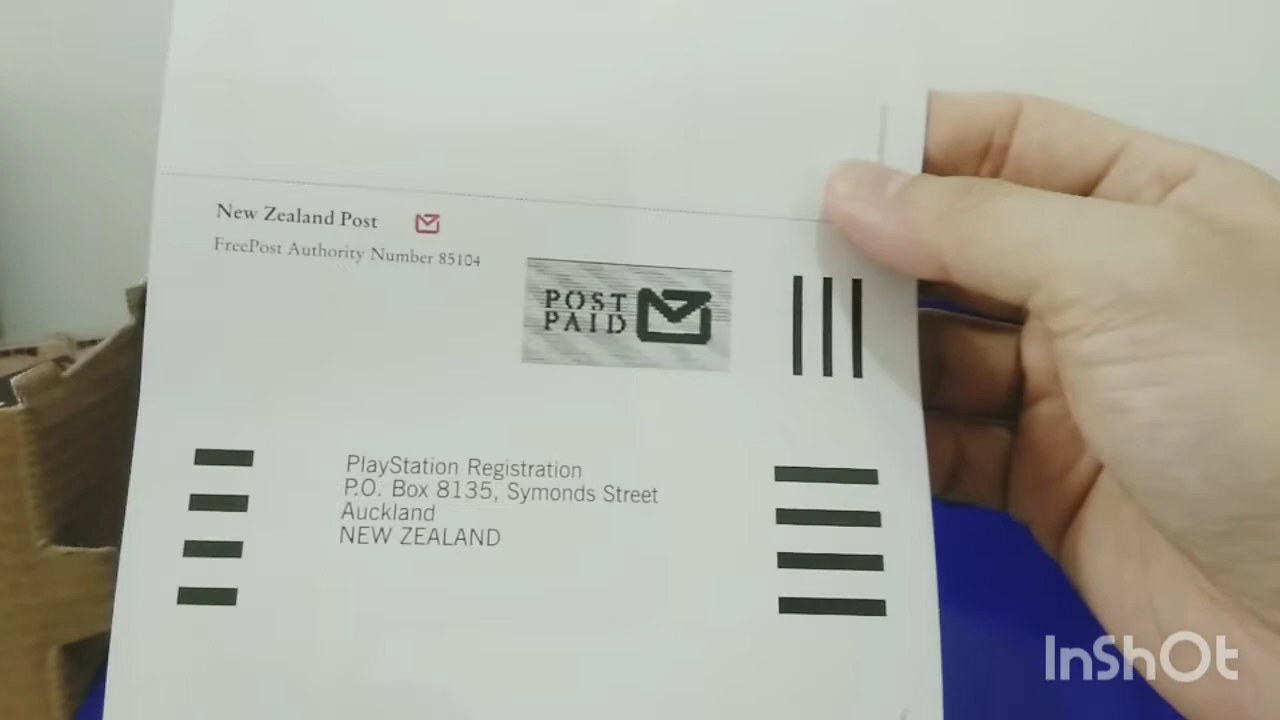 New Zealand Post
FreePost Authority Number 85104
POST
PAID
PlayStation Registration
P.O. Box 8135, Symonds Street
Auckland
NEW ZEALAND
InShOt